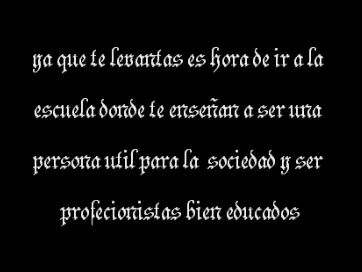 ya que te levantas es hora de ir a la
escuela donde te enseñan a ser una
persona util para la sociedad y ser
profecionistas bien educados